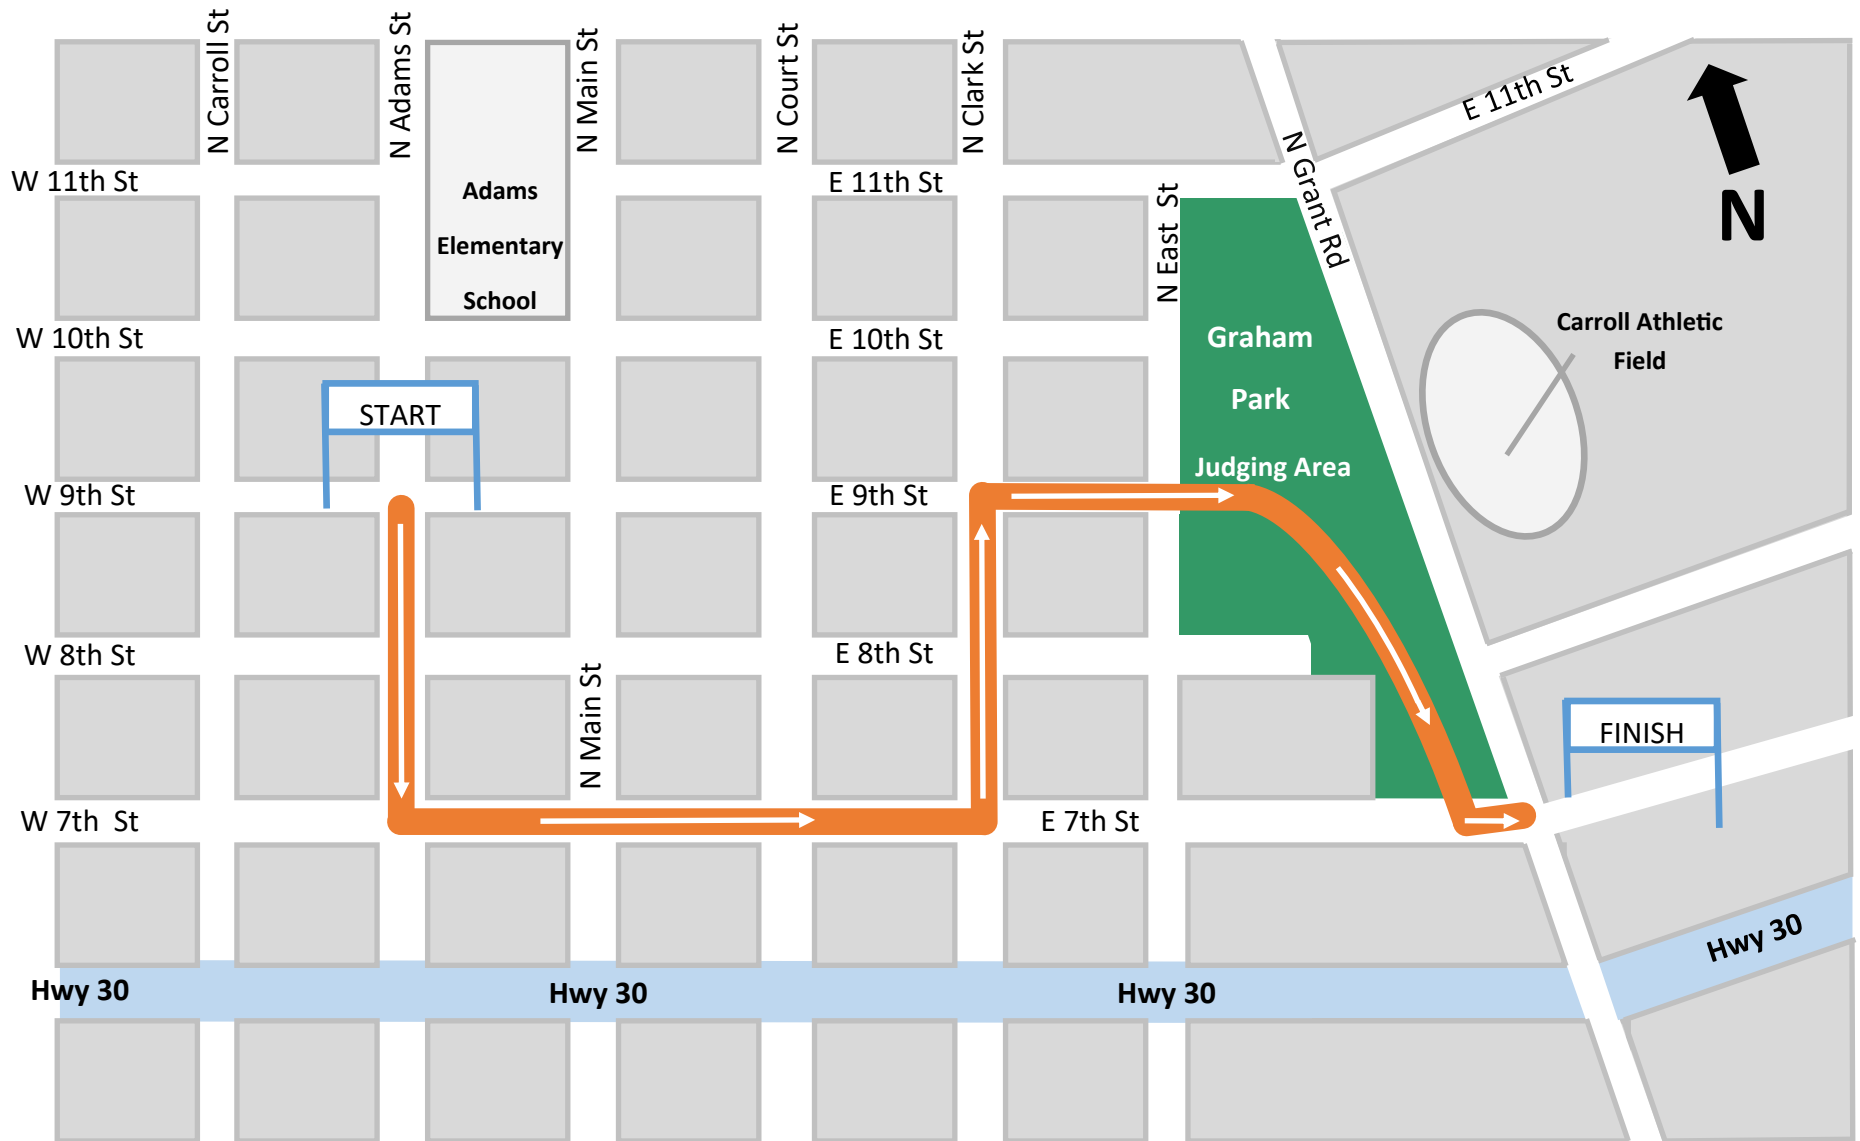 N Carroll St
N Adams St
N Main St
N Court St
N Clark St
E 11th St
W 11th St
E 11th St
N Grant Rd
N East St
Adams
Elementary
School
N
W 10th St
E 10th St
Graham
Park
Judging Area
Carroll Athletic
Field
START
W 9th St
E 9th St
W 8th St
E 8th St
N Main St
FINISH
W 7th St
E 7th St
Hwy 30
Hwy 30
Hwy 30
Hwy 30